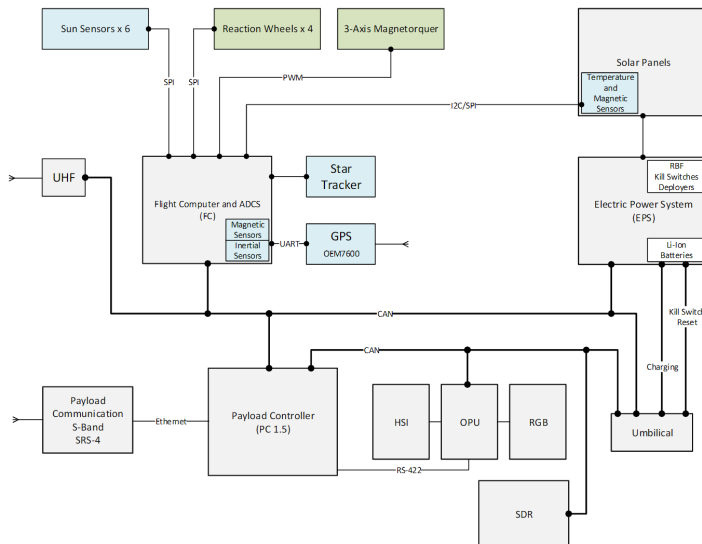 Sun Sensors x 6
Reaction Wheels x 4
3-Axis Magnetorquer
Solar Panels
Temperature
and
Magnetic
Sensors
SPI
SPI
PWM
I2C/SPI
UHF
Flight Computer and ADCS
(FC)
Magnetic
Sensors
Inertial
Sensors
Star
Tracker
UART
GPS
OEM7600
RBF
Kill Switches
Deployers
Electric Power System
(EPS)
Li-Ion
Batteries
CAN
Kill Switch
Reset
CAN
Charging
Payload
Communication
S-Band
SRS-4
Ethernet
Payload Controller
(PC 1.5)
HSI
OPU
RGB
Umbilical
RS-422
SDR